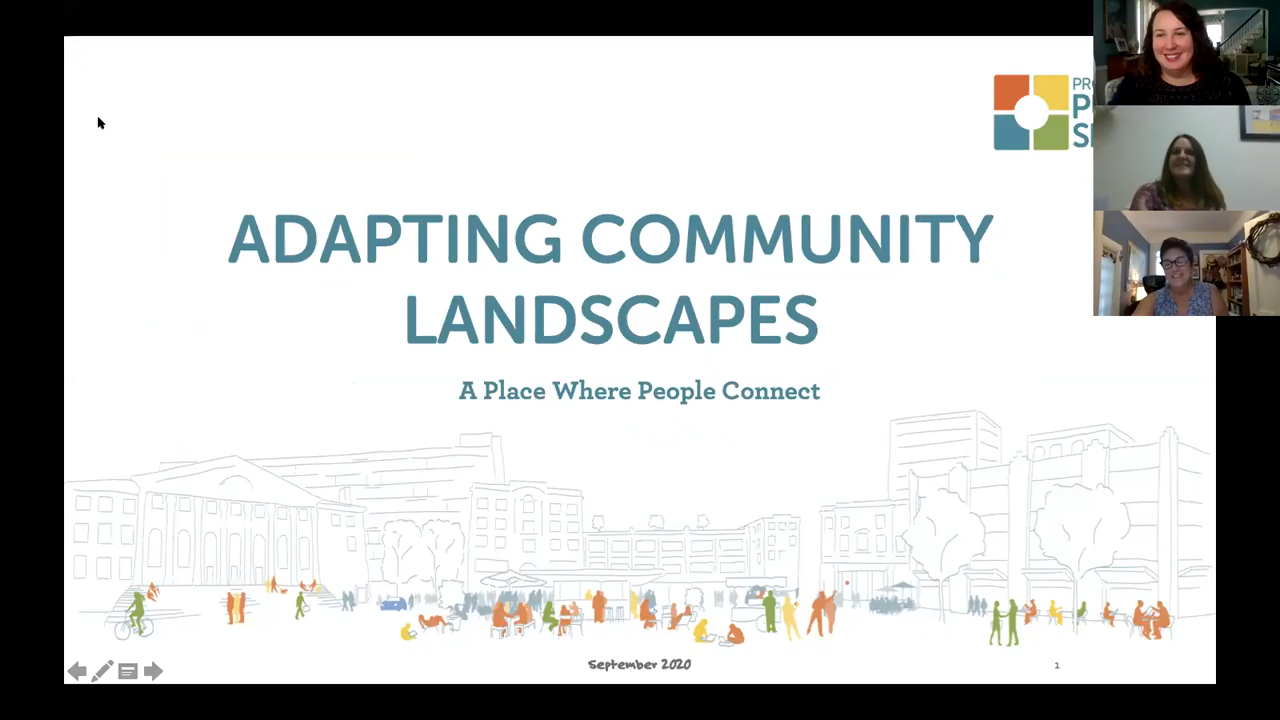 ADAPTING COMMUNITY
LANDSCAPES
A Place Where People Connect
September 2020
1